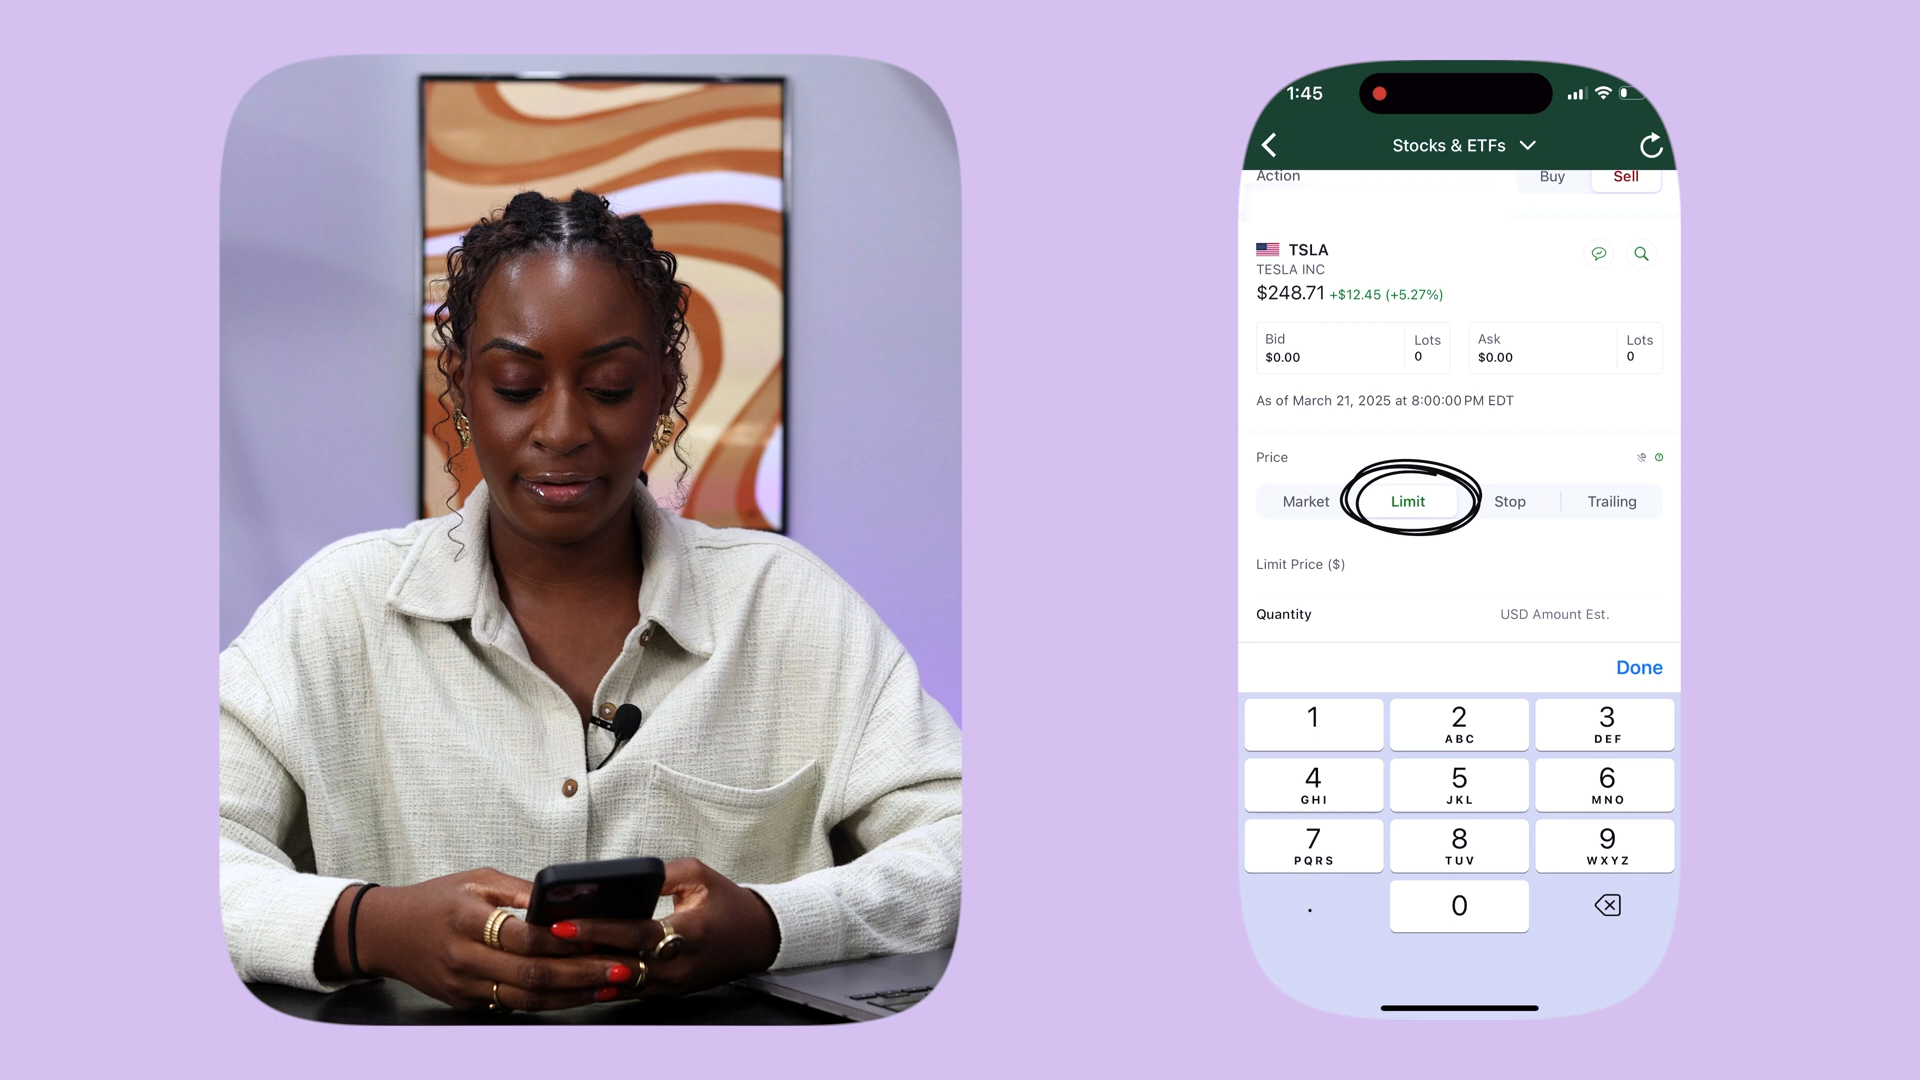 1:45
Stocks & ETFs
Action Buy Sell
TSLA
TESLA INC
$248.71 +$12.45 (+5.27%)
Bid Lots Ask Lots
$0.00 0 $0.00 0
As of March 21, 2025 at 8:00:00 PM EDT
Price
Market Limit Stop Trailing
Limit Price ($)
Quantity USD Amount Est.
Done
1 2 3
ABC DEF
4 5 6
GHI JKL MNO
7 8 9
PQRS TUV WXYZ
. 0